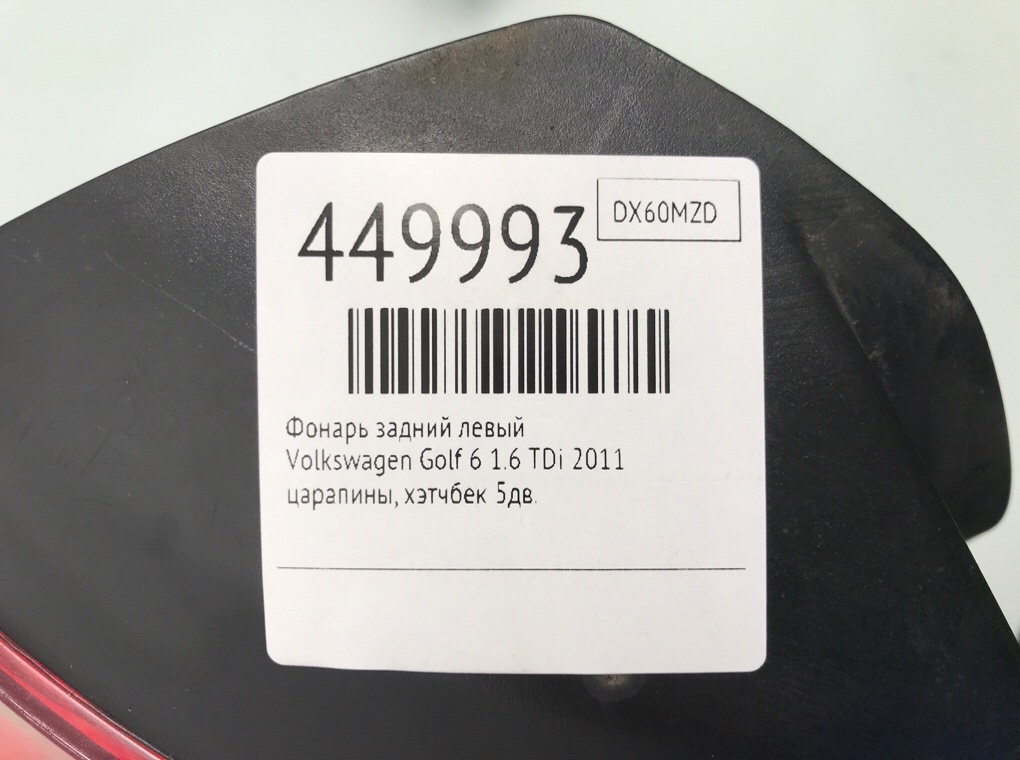 449993
DX60MZD
Фонарь задний левый
Volkswagen Golf 6 1.6 TDi 2011
царапины, хэтчбек 5дв.